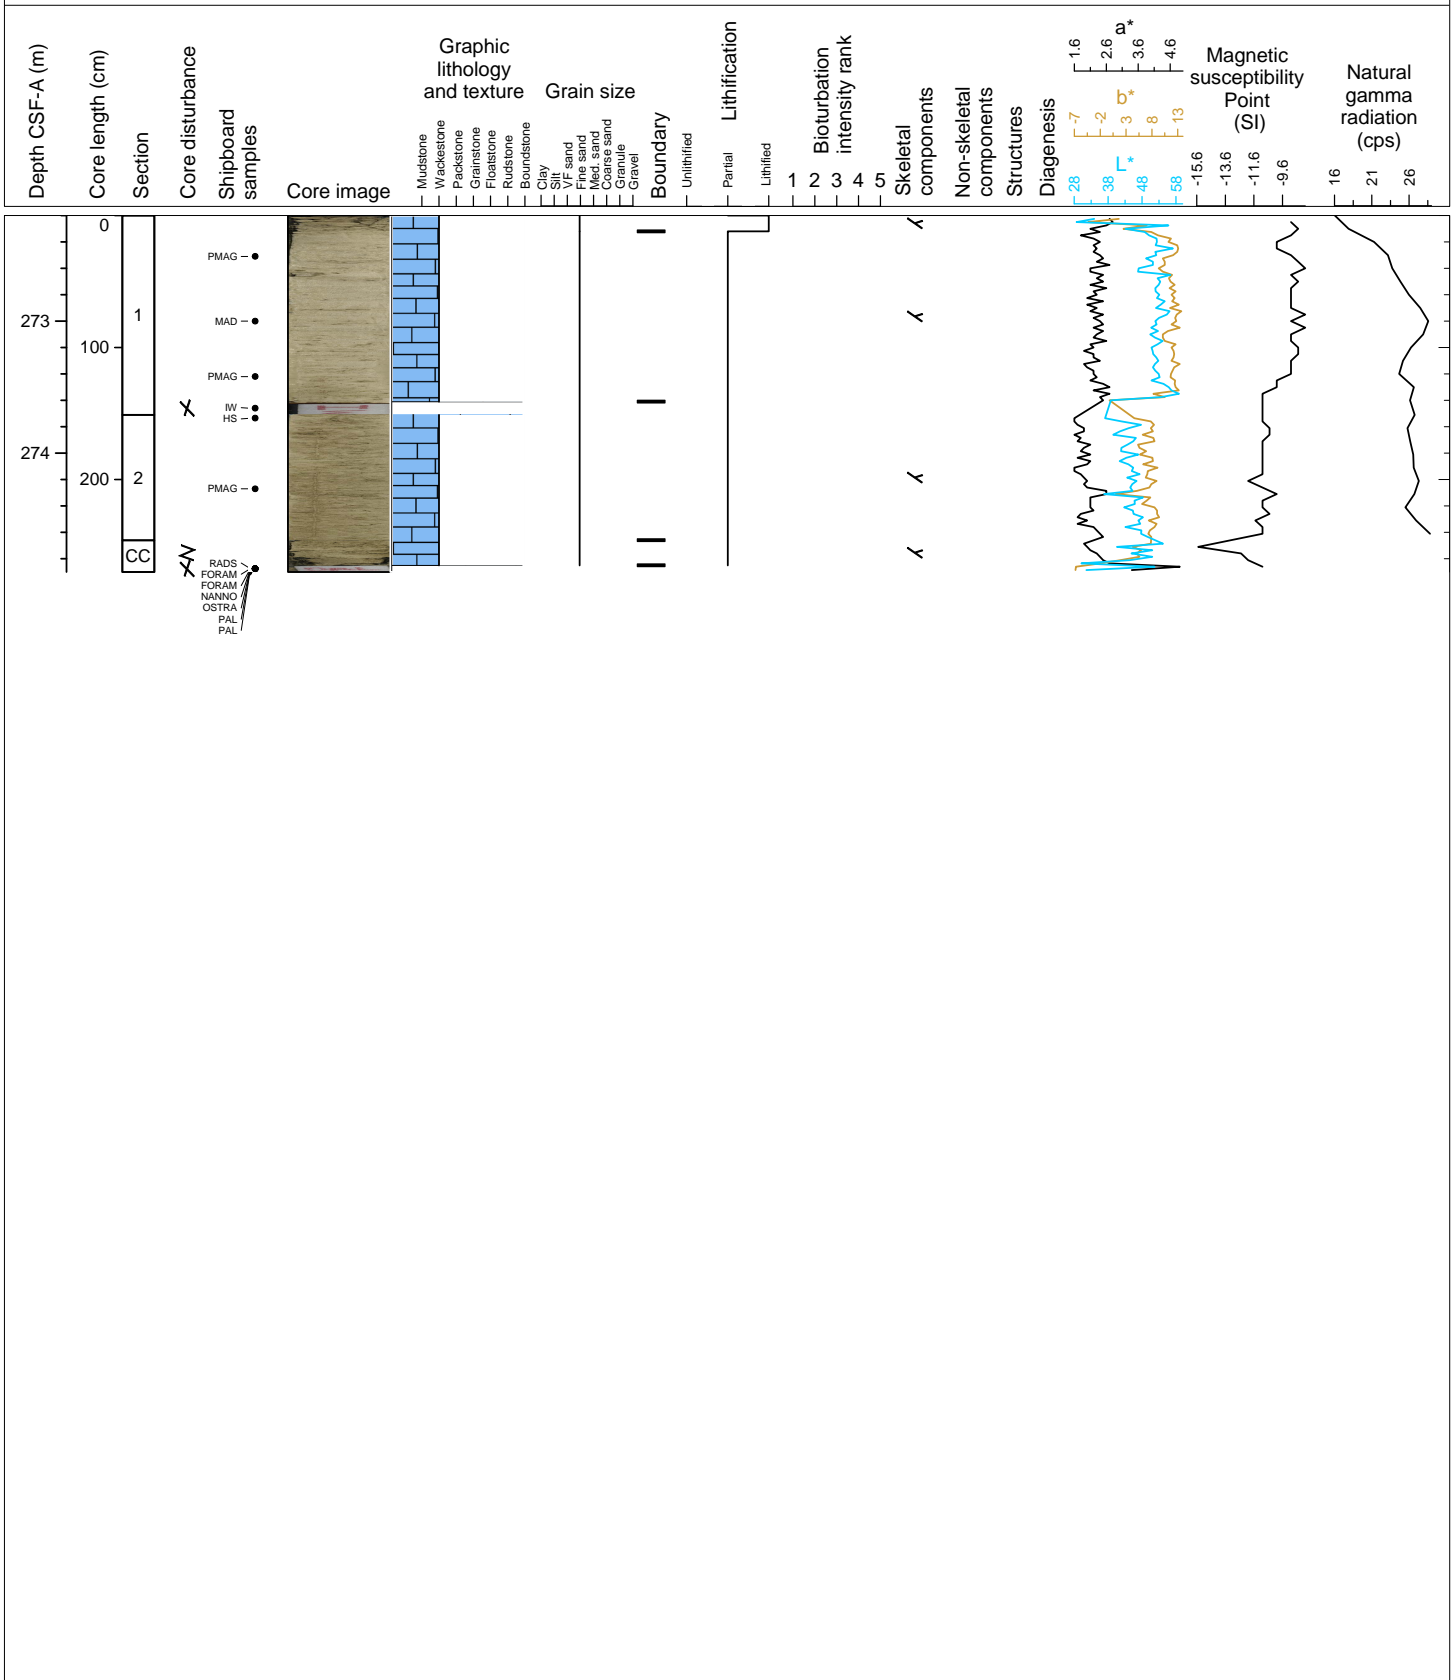 Depth CSF-A (m)
Core length (cm)
Section
Core disturbance
Shipboard
samples
Core image
Graphic
lithology
and texture
Mudstone
Wackestone
Packstone
Grainstone
Floatstone
Rudstone
Boundstone
Grain size
Clay
Silt
VF sand
Fine sand
Med. sand
Coarse sand
Granule
Gravel
Boundary
Lithification
Unlithified
Partial
Lithified
Bioturbation
intensity rank
1 2 3 4 5
Skeletal
components
Non-skeletal
components
Structures
Diagenesis
a*
1.6 2.6 3.6 4.6
b*
-7 -2 3 8 13
L*
28 38 48 58
Magnetic
susceptibility
Point
(SI)
-15.6 -13.6 -11.6 -9.6
Natural
gamma
radiation
(cps)
16 21 26
0
PMAG
273
1
MAD
100
PMAG
IW
HS
274
200
2
PMAG
CC
RADS
FORAM
FORAM
NANNO
OSTRA
PAL
PAL